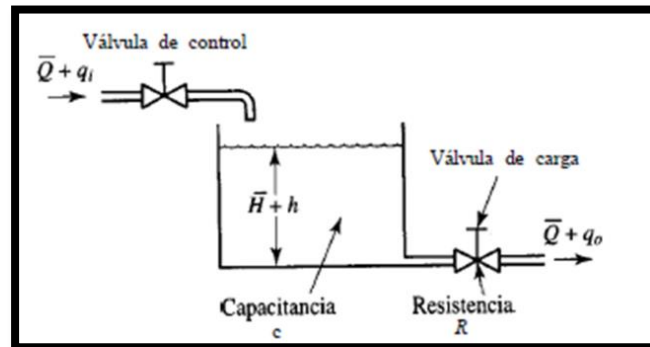 Válvula de control
Q̅ + qᵢ
Válvula de carga
H̅ + h
Q̅ + qₒ
Capacitancia
c
Resistencia
R